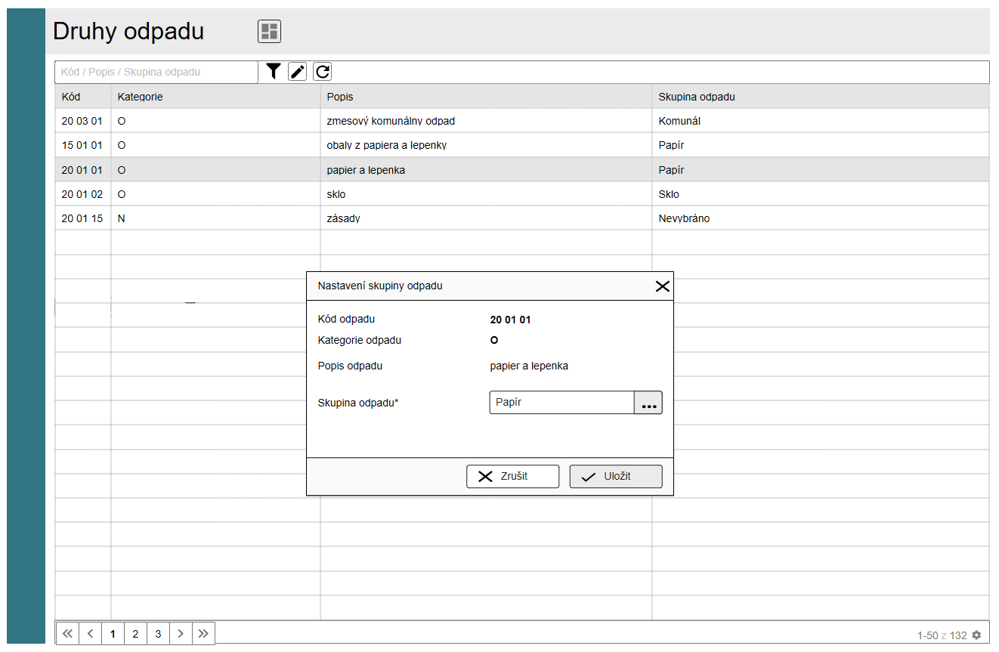 Druhy odpadu
Kód / Popis / Skupina odpadu
Kód Kategorie Popis Skupina odpadu
20 03 01 O zmesový komunálny odpad Komunál
15 01 01 O obaly z papiera a lepenky Papír
20 01 01 O papier a lepenka Papír
20 01 02 O sklo Sklo
20 01 15 N zásady Nevybráno
Nastavení skupiny odpadu
Kód odpadu 20 01 01
Kategorie odpadu O
Popis odpadu papier a lepenka
Skupina odpadu* Papír ...
Zrušit Uložit
1 2 3 1-50 z 132